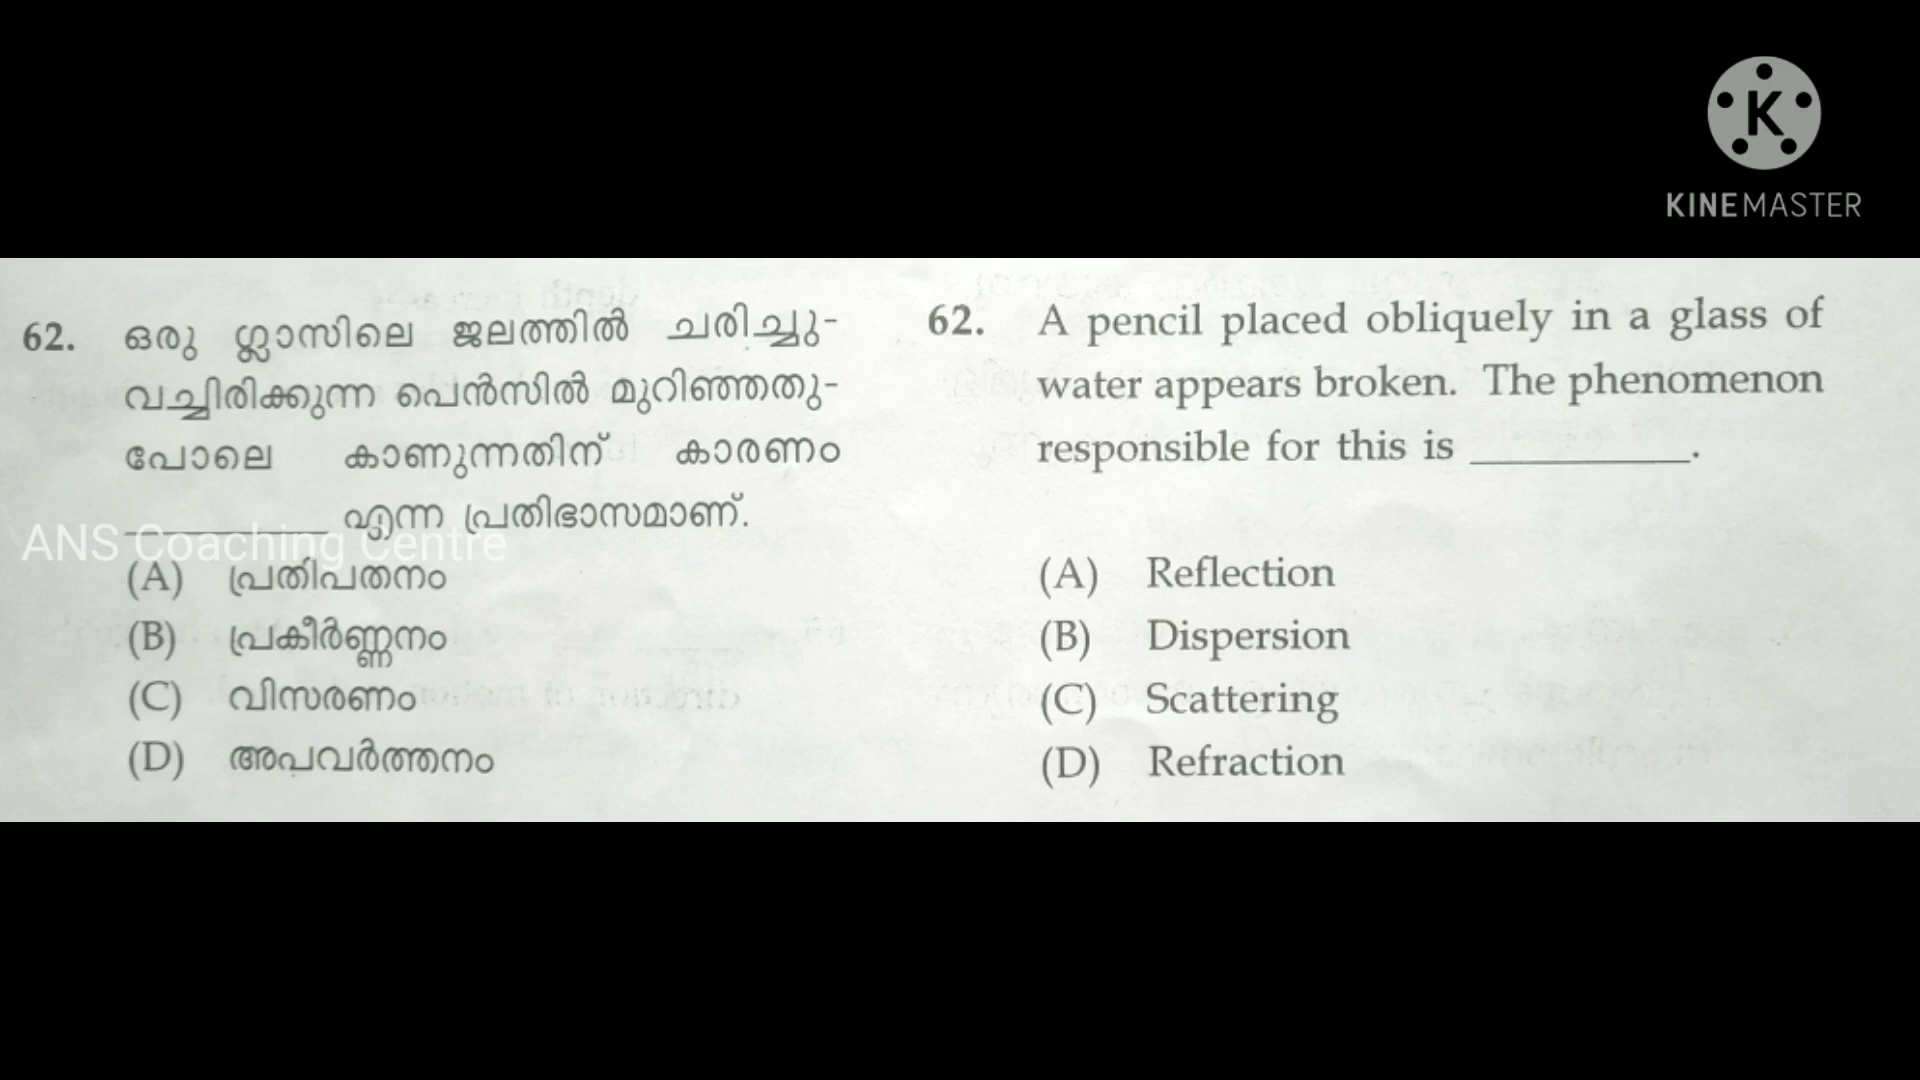 KINEMASTER
62. ഒരു ഗ്ലാസിലെ ജലത്തിൽ ചരിച്ചു-
വച്ചിരിക്കുന്ന പെൻസിൽ മുറിഞ്ഞതു-
പോലെ കാണുന്നതിന് കാരണം
__________ എന്ന പ്രതിഭാസമാണ്.
ANS Coaching Centre
(A) പ്രതിപതനം
(B) പ്രകീർണ്ണനം
(C) വിസരണം
(D) അപവർത്തനം
62. A pencil placed obliquely in a glass of
water appears broken. The phenomenon
responsible for this is __________.
(A) Reflection
(B) Dispersion
(C) Scattering
(D) Refraction